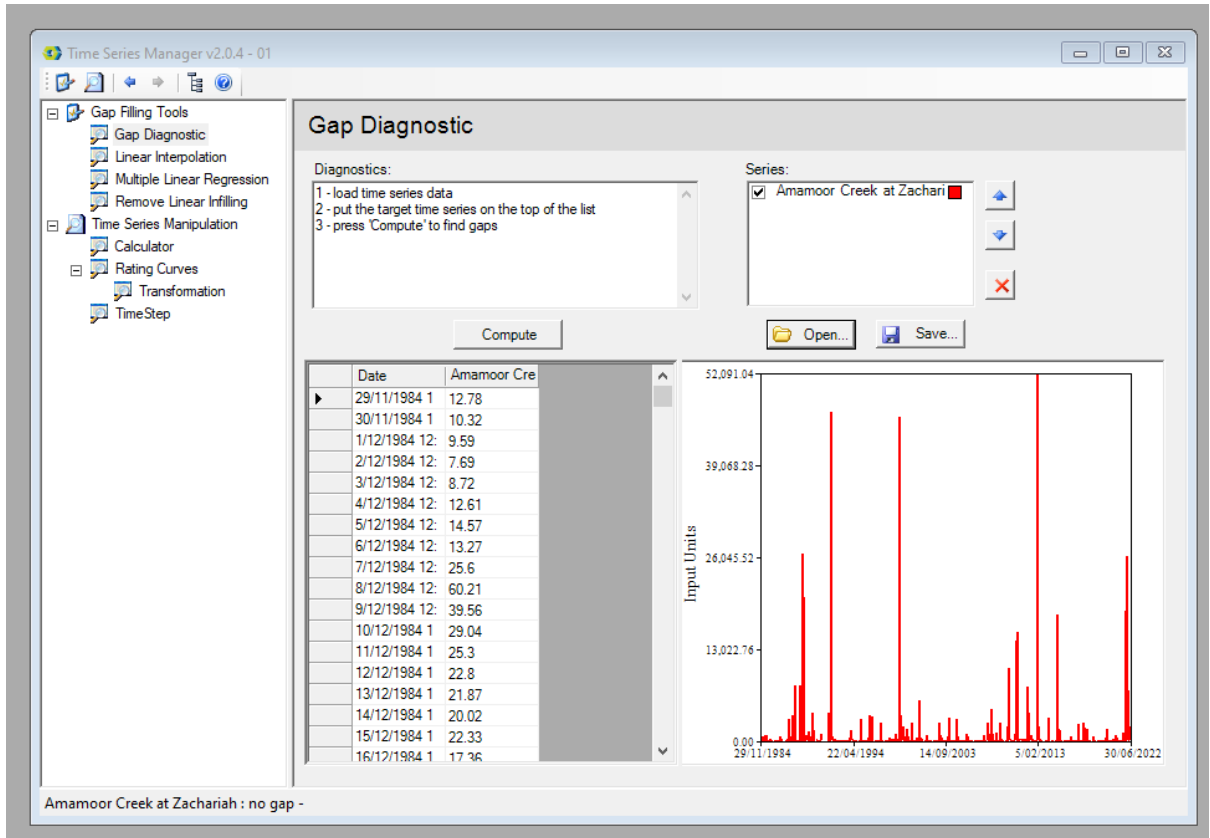 Time Series Manager v2.0.4 - 01
Gap Filling Tools
Gap Diagnostic
Linear Interpolation
Multiple Linear Regression
Remove Linear Infilling
Time Series Manipulation
Calculator
Rating Curves
Transformation
TimeStep
Gap Diagnostic
Diagnostics:
1 - load time series data
2 - put the target time series on the top of the list
3 - press 'Compute' to find gaps
Series:
Amamoor Creek at Zachari
Compute
Open...
Save...
Date Amamoor Cre
29/11/1984 1 12.78
30/11/1984 1 10.32
1/12/1984 12: 9.59
2/12/1984 12: 7.69
3/12/1984 12: 8.72
4/12/1984 12: 12.61
5/12/1984 12: 14.57
6/12/1984 12: 13.27
7/12/1984 12: 25.6
8/12/1984 12: 60.21
9/12/1984 12: 39.56
10/12/1984 1 29.04
11/12/1984 1 25.3
12/12/1984 1 22.8
13/12/1984 1 21.87
14/12/1984 1 20.02
15/12/1984 1 22.33
16/12/1984 1 17.36
52,091.04
39,068.28
26,045.52
13,022.76
0.00
Input Units
29/11/1984 22/04/1994 14/09/2003 5/02/2013 30/06/2022
Amamoor Creek at Zachariah : no gap -